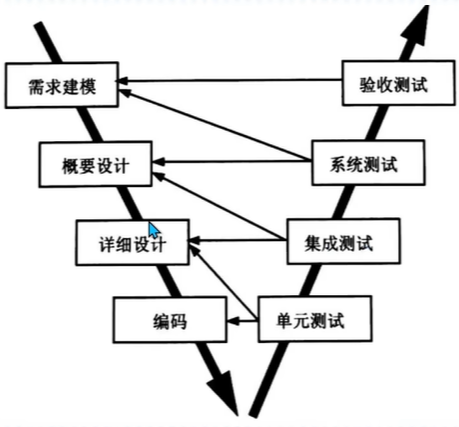 需求建模
验收测试
概要设计
系统测试
详细设计
集成测试
编码
单元测试